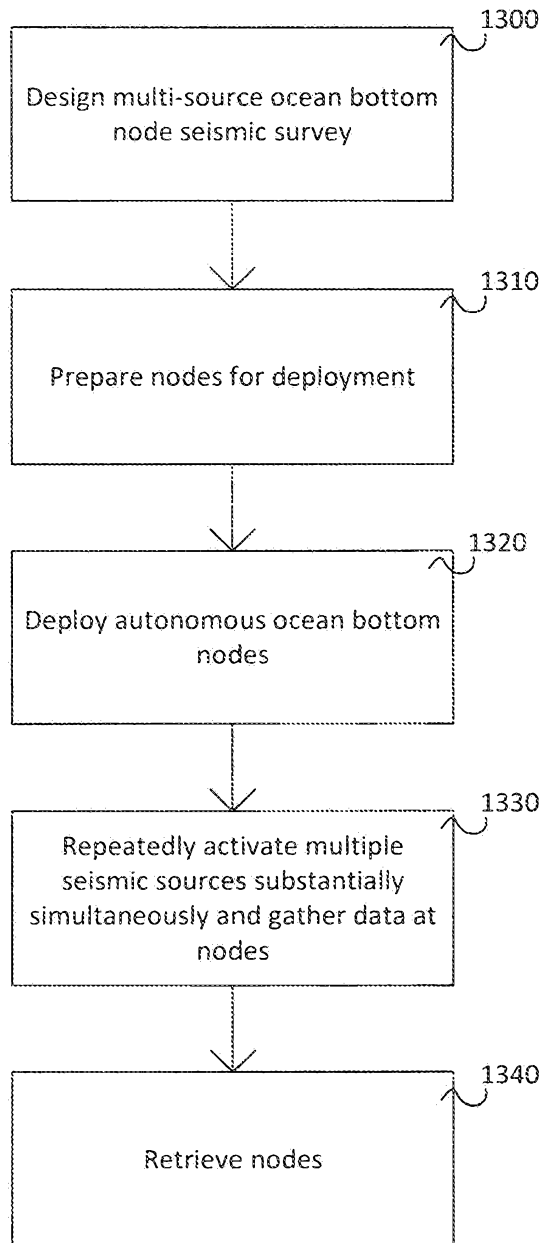 1300
Design multi-source ocean bottom
node seismic survey
1310
Prepare nodes for deployment
1320
Deploy autonomous ocean bottom
nodes
1330
Repeatedly activate multiple
seismic sources substantially
simultaneously and gather data at
nodes
1340
Retrieve nodes